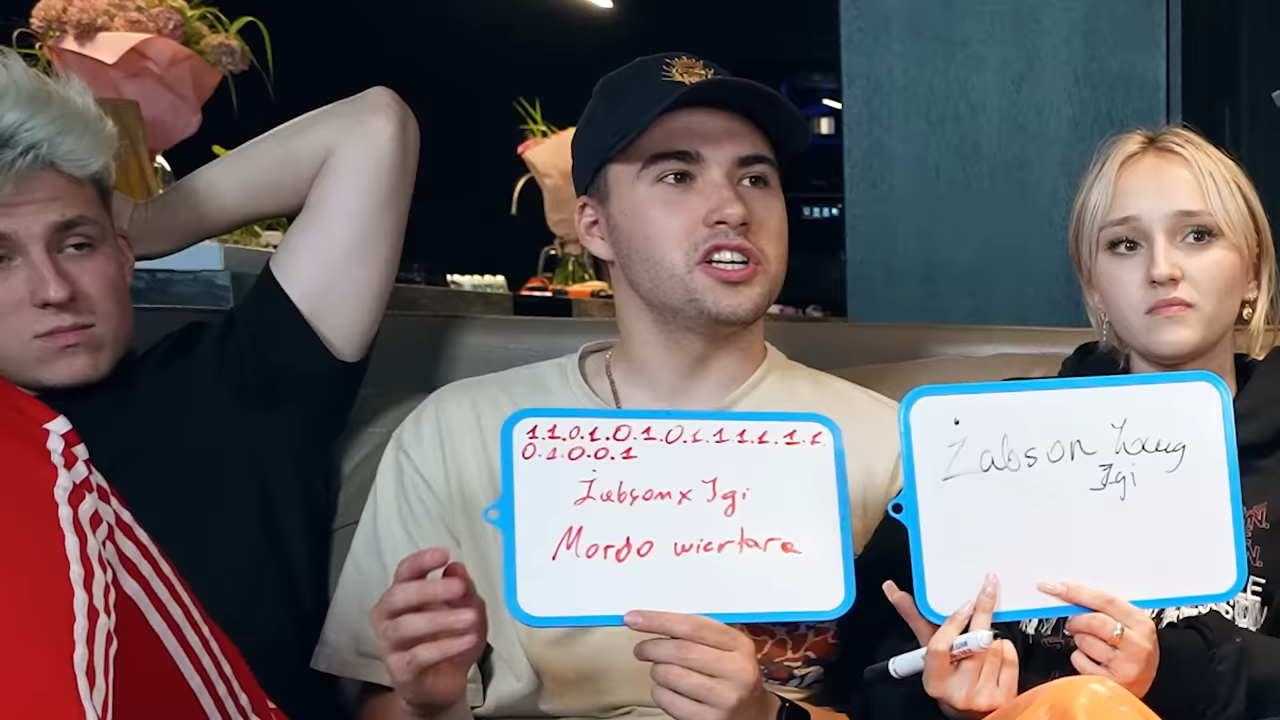 1.1.0.1.0.1.0.1.1.1.1.1.1.
0.1.0.0.1
Żabson x Igi
Mordo wiertara
Żabson Young
Igi